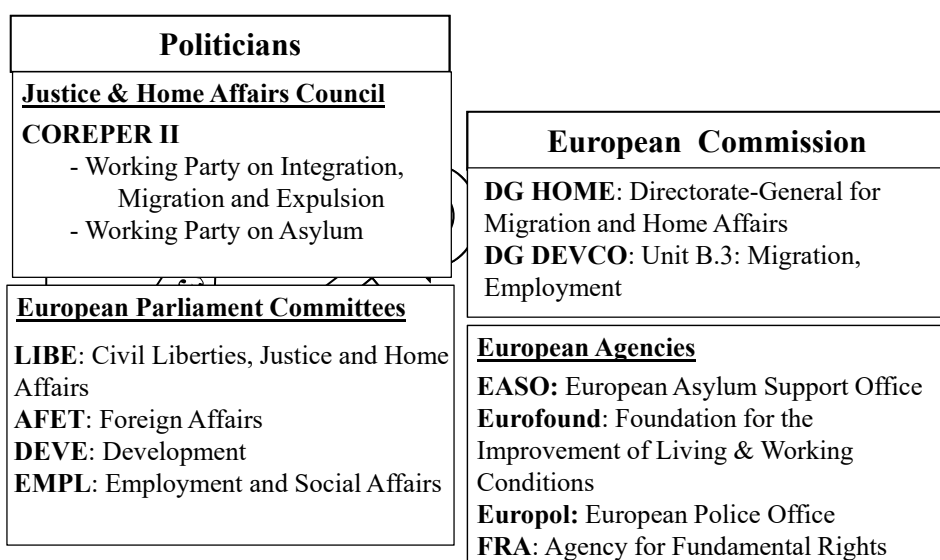 Politicians
Justice & Home Affairs Council
COREPER II
- Working Party on Integration,
Migration and Expulsion
- Working Party on Asylum
European Parliament Committees
LIBE: Civil Liberties, Justice and Home
Affairs
AFET: Foreign Affairs
DEVE: Development
EMPL: Employment and Social Affairs
European Commission
DG HOME: Directorate-General for
Migration and Home Affairs
DG DEVCO: Unit B.3: Migration,
Employment
European Agencies
EASO: European Asylum Support Office
Eurofound: Foundation for the
Improvement of Living & Working
Conditions
Europol: European Police Office
FRA: Agency for Fundamental Rights